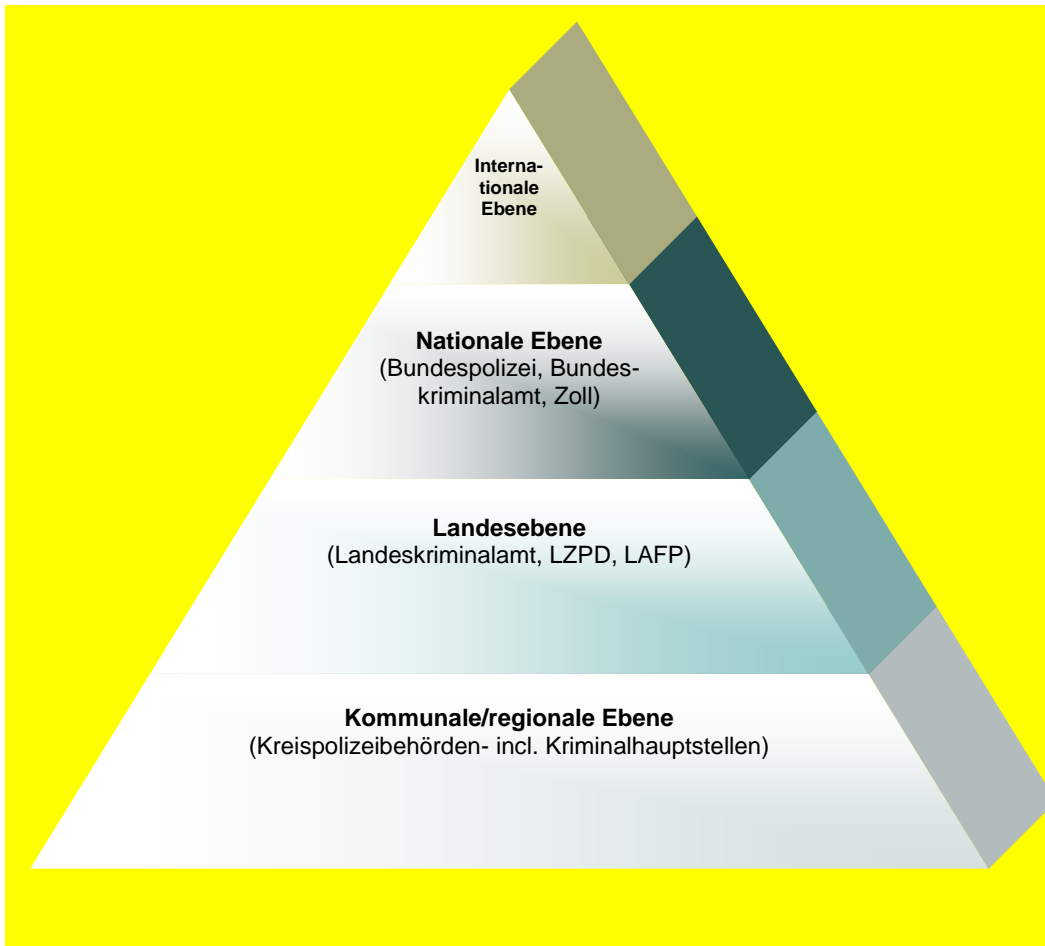 Interna-
tionale
Ebene
Nationale Ebene
(Bundespolizei, Bundes-
kriminalamt, Zoll)
Landesebene
(Landeskriminalamt, LZPD, LAFP)
Kommunale/regionale Ebene
(Kreispolizeibehörden- incl. Kriminalhauptstellen)